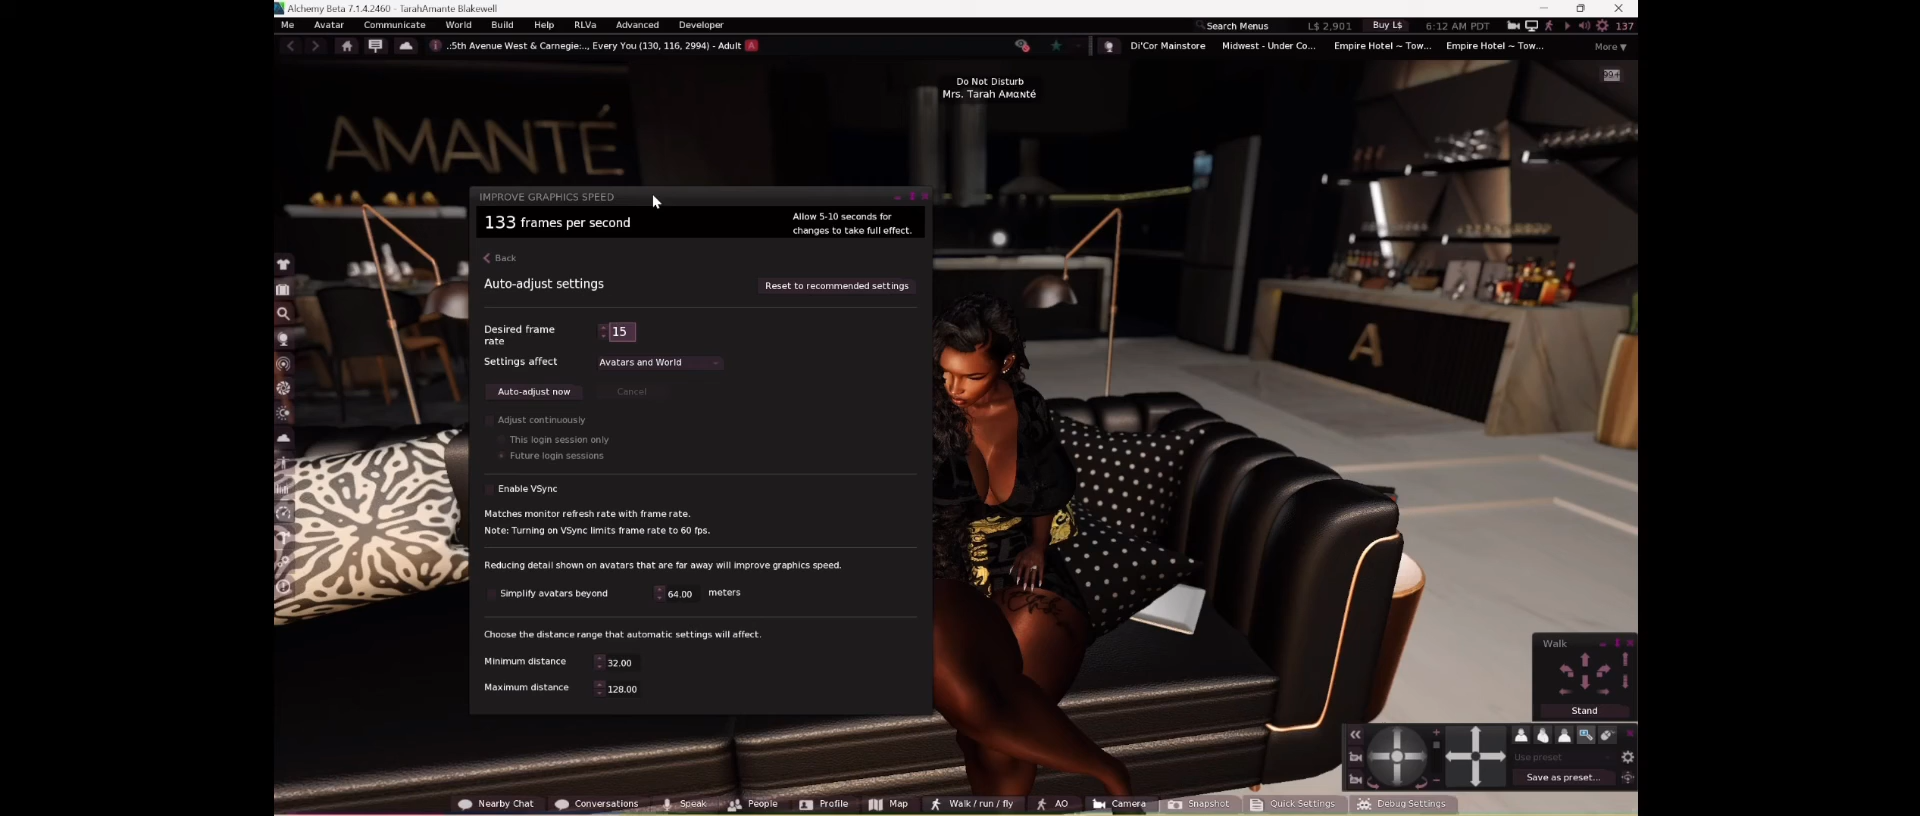 Alchemy Beta 7.1.4.2460 - TarahAmante Blakewell
Me Avatar Communicate World Build Help RLVa Advanced Developer Search Menus L$ 2,901 Buy L$ 6:12 AM PDT 137
..:5th Avenue West & Carnegie:.., Every You (130, 116, 2994) - Adult A Di'Cor Mainstore Midwest - Under Co... Empire Hotel ~ Tow... Empire Hotel ~ Tow... More ▼
99+
Do Not Disturb
Mrs. Tarah Aмαɴté
AMANTÉ
IMPROVE GRAPHICS SPEED
133 frames per second
Allow 5-10 seconds for
changes to take full effect.
Back
Auto-adjust settings
Reset to recommended settings
Desired frame
rate
15
Settings affect Avatars and World
Auto-adjust now Cancel
Adjust continuously
This login session only
Future login sessions
Enable VSync
Matches monitor refresh rate with frame rate.
Note: Turning on VSync limits frame rate to 60 fps.
Reducing detail shown on avatars that are far away will improve graphics speed.
Simplify avatars beyond 64.00 meters
Choose the distance range that automatic settings will affect.
Minimum distance 32.00
Maximum distance 128.00
A
Walk
Stand
Use preset
Save as preset...
Nearby Chat Conversations Speak People Profile Map Walk / run / fly AO Camera Snapshot Quick Settings Debug Settings